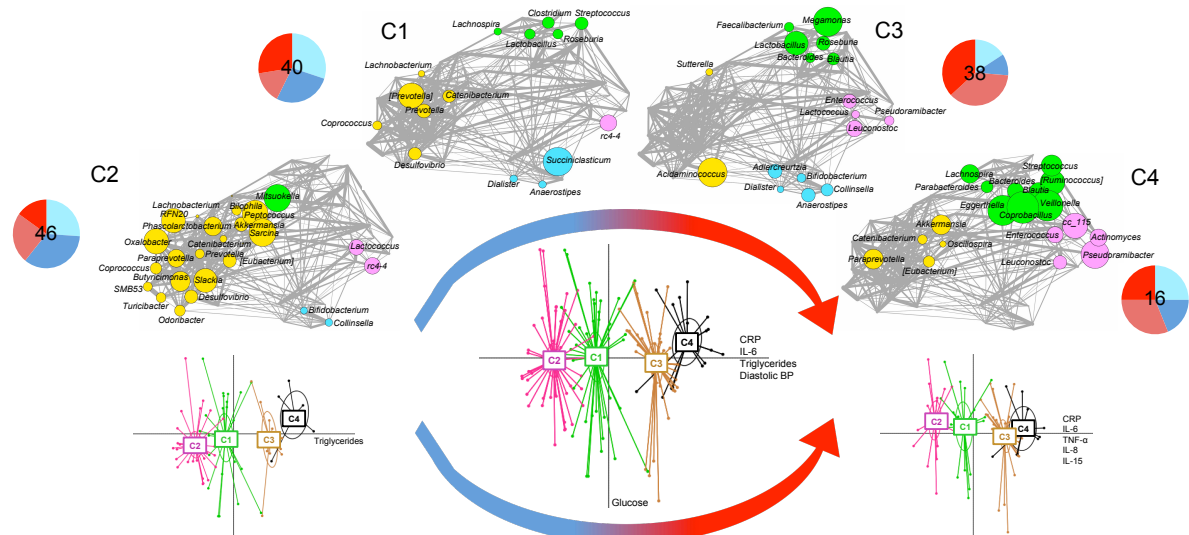 C1
40
Lachnospira
Clostridium
Streptococcus
Lactobacillus
Roseburia
Lachnobacterium
[Prevotella]
Catenibacterium
Prevotella
Coprococcus
Desulfovibrio
rc4-4
Succiniclasticum
Dialister
Anaerostipes
C3
38
Faecalibacterium
Megamonas
Lactobacillus
Roseburia
Bacteroides
Blautia
Sutterella
Enterococcus
Lactococcus
Pseudoramibacter
Leuconostoc
Acidaminococcus
Adlercreurtzia
Bifidobacterium
Dialister
Collinsella
Anaerostipes
C2
46
Mitsuokella
Lachnobacterium
Bilophila
RFN20
Peptococcus
Phascolarctobacterium
Akkermansia
Sarcina
Oxalobacter
Catenibacterium
Prevotella
Paraprevotella
[Eubacterium]
Coprococcus
Butyricimonas
Slackia
SMB53
Desulfovibrio
Turicibacter
Odoribacter
Lactococcus
rc4-4
Bifidobacterium
Collinsella
C4
16
Streptococcus
Lachnospira
Bacteroides
[Ruminococcus]
Parabacteroides
Blautia
Eggerthella
Veillonella
Coprobacillus
cc_115
Akkermansia
Enterococcus
Actinomyces
Catenibacterium
Oscillospira
Pseudoramibacter
Paraprevotella
Leuconostoc
[Eubacterium]
C2
C1
C3
C4
Triglycerides
C2
C1
C3
C4
CRP
IL-6
Triglycerides
Diastolic BP
Glucose
C2
C1
C3
C4
CRP
IL-6
TNF-α
IL-8
IL-15